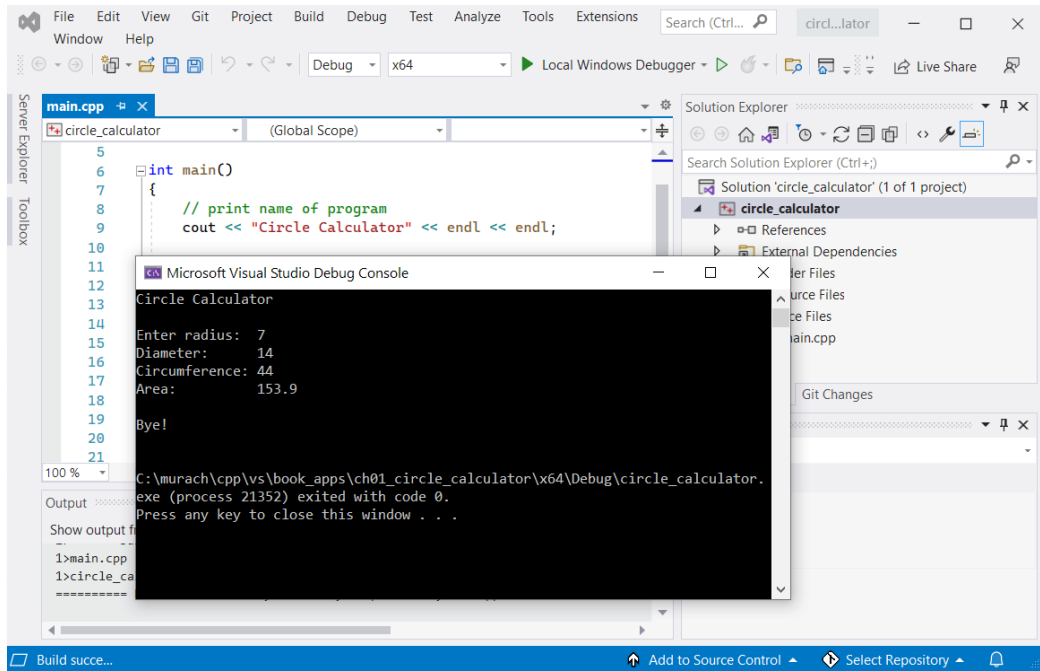 File Edit View Git Project Build Debug Test Analyze Tools Extensions
Window Help
Search (Ctrl...
circl...lator
Debug x64 Local Windows Debugger Live Share
Server Explorer
Toolbox
main.cpp
circle_calculator (Global Scope)
5
6 int main()
7 {
8 // print name of program
9 cout << "Circle Calculator" << endl << endl;
10
11
12
13
14
15
16
17
18
19
20
21
100 %
Microsoft Visual Studio Debug Console
Circle Calculator
Enter radius: 7
Diameter: 14
Circumference: 44
Area: 153.9
Bye!
C:\murach\cpp\vs\book_apps\ch01_circle_calculator\x64\Debug\circle_calculator.
exe (process 21352) exited with code 0.
Press any key to close this window . . .
Solution Explorer
Search Solution Explorer (Ctrl+;)
Solution 'circle_calculator' (1 of 1 project)
circle_calculator
References
External Dependencies
der Files
urce Files
ce Files
ain.cpp
Git Changes
Output
Show output f
1>main.cpp
1>circle_ca
==========
Build succe...
Add to Source Control
Select Repository